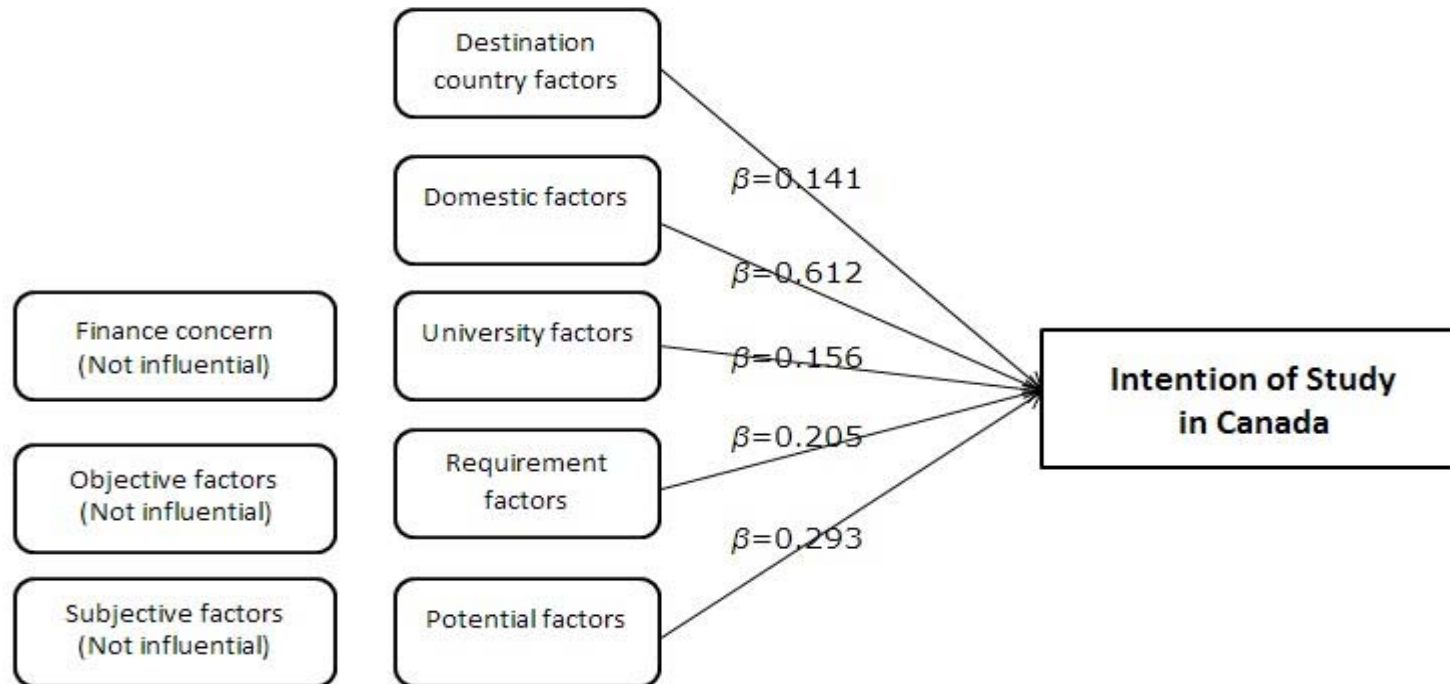 Destination
country factors
Domestic factors
University factors
Requirement
factors
Potential factors
Finance concern
(Not influential)
Objective factors
(Not influential)
Subjective factors
(Not influential)
β=0.141
β=0.612
β=0.156
β=0.205
β=0.293
Intention of Study
in Canada